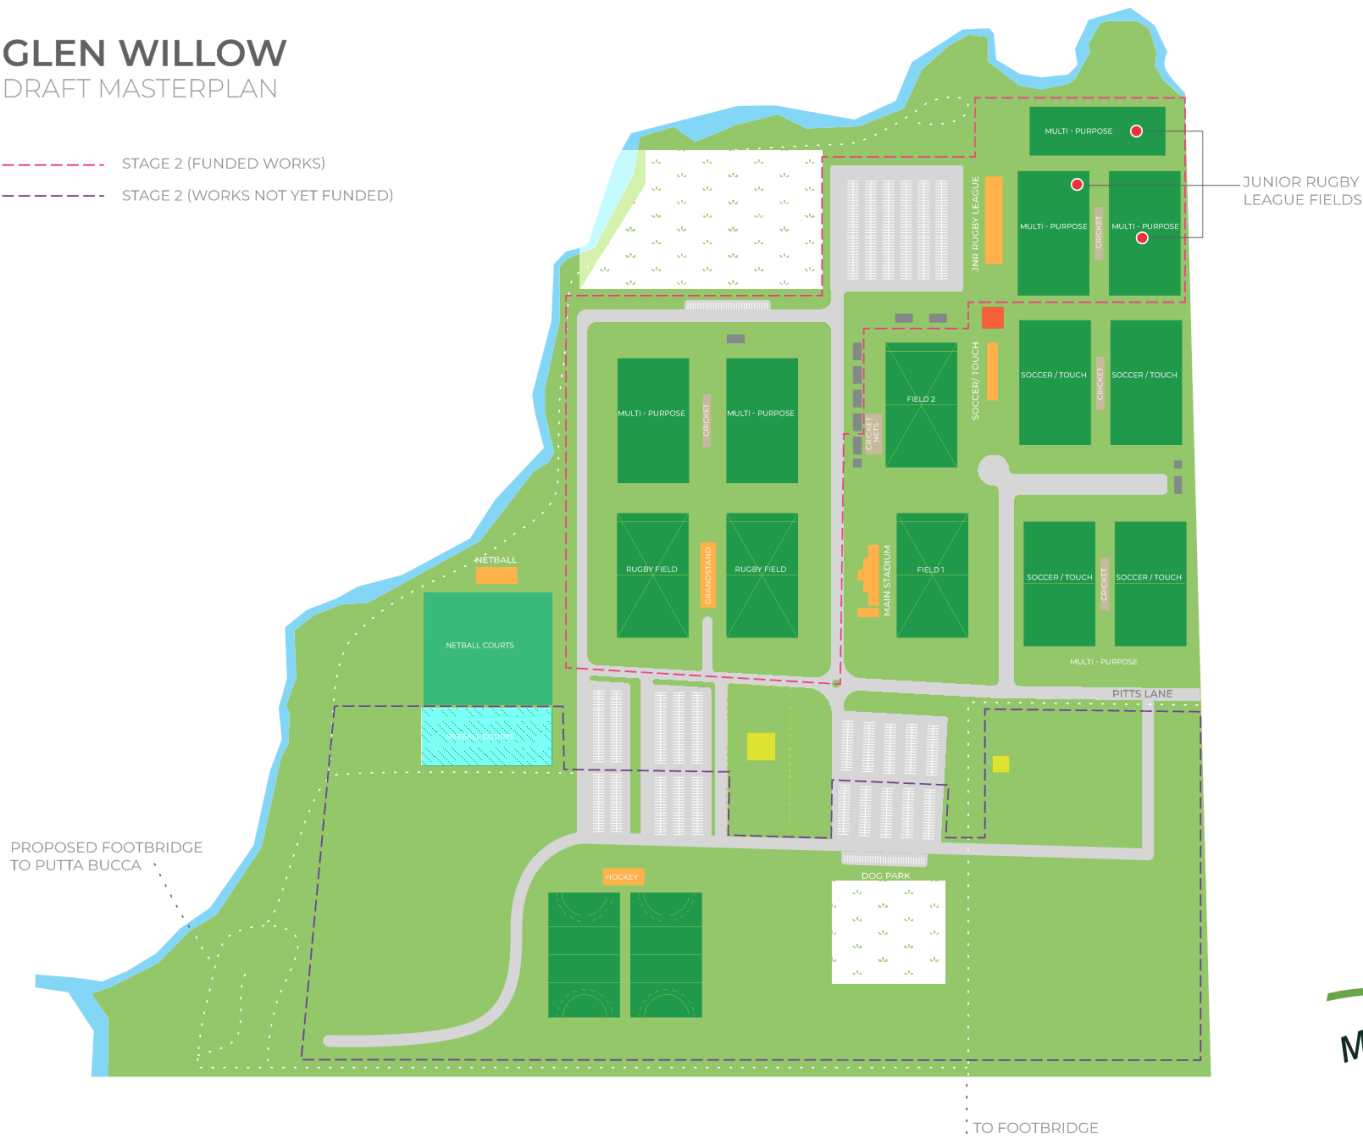 GLEN WILLOW
DRAFT MASTERPLAN
STAGE 2 (FUNDED WORKS)
STAGE 2 (WORKS NOT YET FUNDED)
MULTI - PURPOSE
JUNIOR RUGBY
LEAGUE FIELDS
JNR RUGBY LEAGUE
MULTI - PURPOSE
CRICKET
MULTI - PURPOSE
SOCCER/ TOUCH
SOCCER / TOUCH
CRICKET
SOCCER / TOUCH
FIELD 2
CRICKET
NETS
MULTI - PURPOSE
CRICKET
MULTI - PURPOSE
NETBALL
RUGBY FIELD
GRANDSTAND
RUGBY FIELD
MAIN STADIUM
FIELD 1
SOCCER / TOUCH
CRICKET
SOCCER / TOUCH
NETBALL COURTS
MULTI - PURPOSE
PITTS LANE
NETBALL COURTS
PROPOSED FOOTBRIDGE
TO PUTTA BUCCA
HOCKEY
DOG PARK
M
TO FOOTBRIDGE